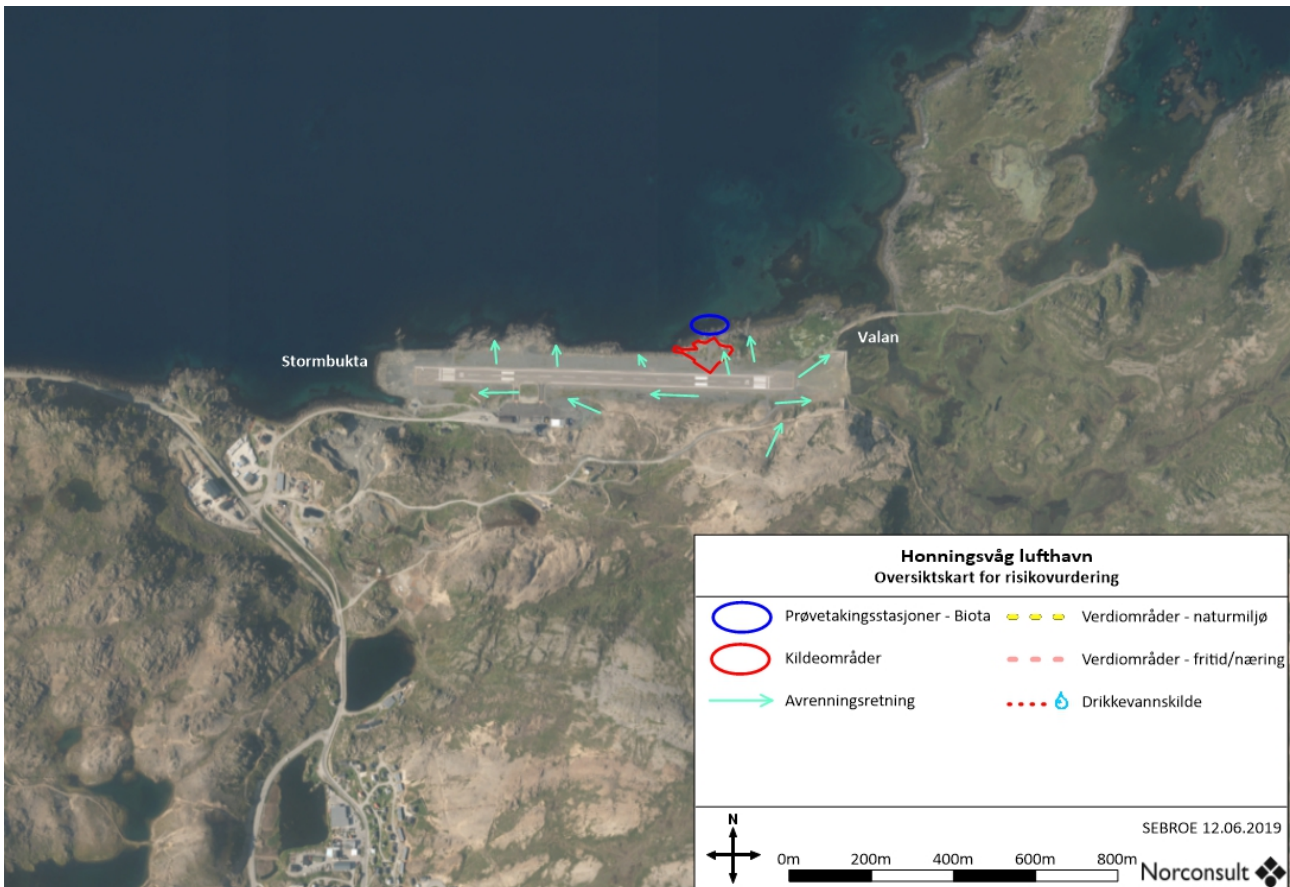 Stormbukta
Valan
Honningsvåg lufthavn
Oversiktskart for risikovurdering
Prøvetakingsstasjoner - Biota
Verdiområder - naturmiljø
Kildeområder
Verdiområder - fritid/næring
Avrenningsretning
Drikkevannskilde
N
SEBROE 12.06.2019
0m 200m 400m 600m 800m
Norconsult